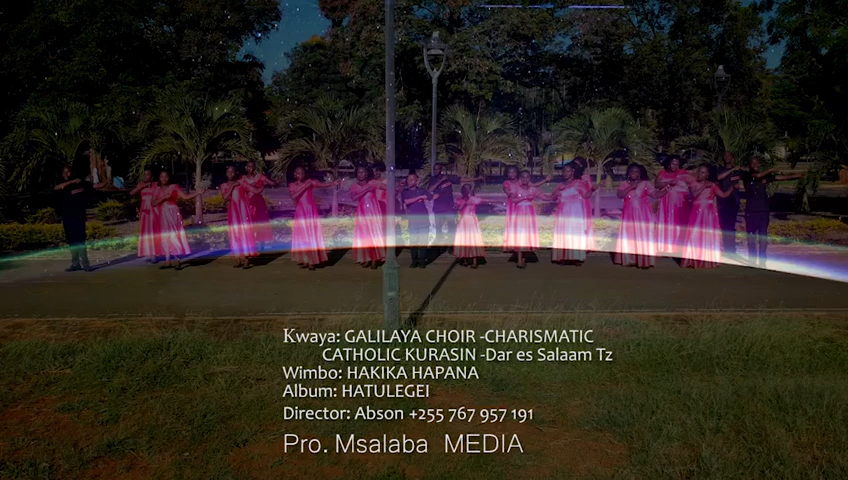 Kwaya: GALILAYA CHOIR -CHARISMATIC
CATHOLIC KURASIN -Dar es Salaam Tz
Wimbo: HAKIKA HAPANA
Album: HATULEGEI
Director: Abson +255 767 957 191
Pro. Msalaba MEDIA